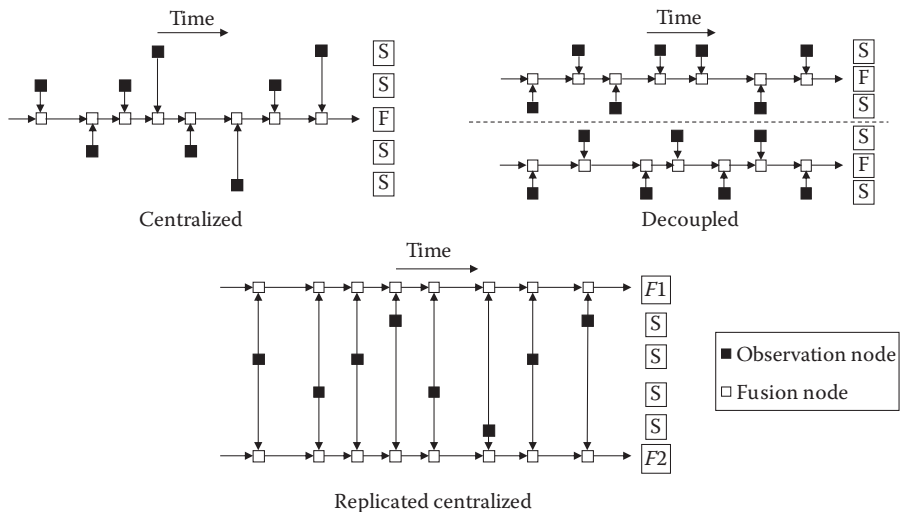 Time
S
S
F
S
S
Centralized
Time
S
F
S
S
F
S
Decoupled
Time
F1
S
S
S
S
F2
Replicated centralized
Observation node
Fusion node